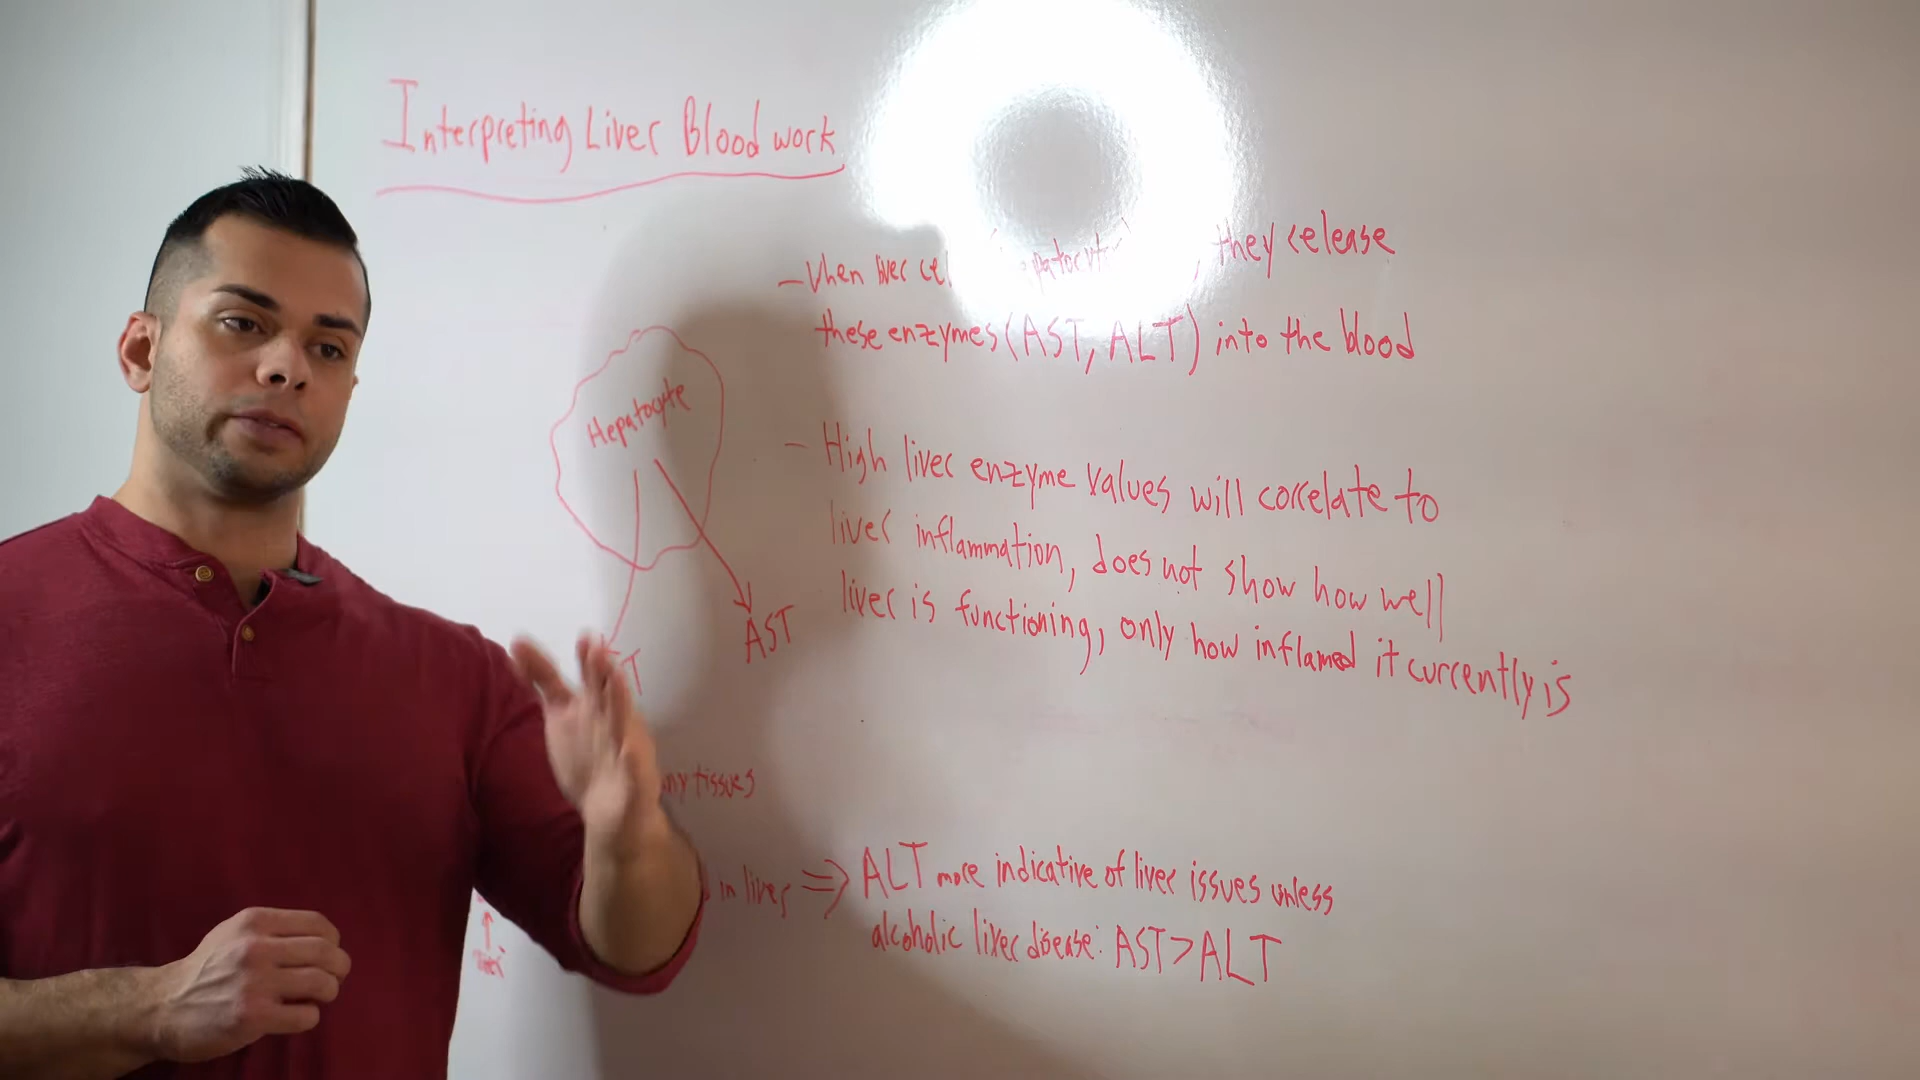 Interpreting Liver Blood work
– When liver they release
these enzymes (AST, ALT) into the blood
Hepatocyte
AST
– High liver enzyme values will correlate to
liver inflammation, does not show how well
liver is functioning, only how inflamed it currently is
tissues
in liver ⇒ ALT more indicative of liver issues unless
alcoholic liver disease: AST > ALT